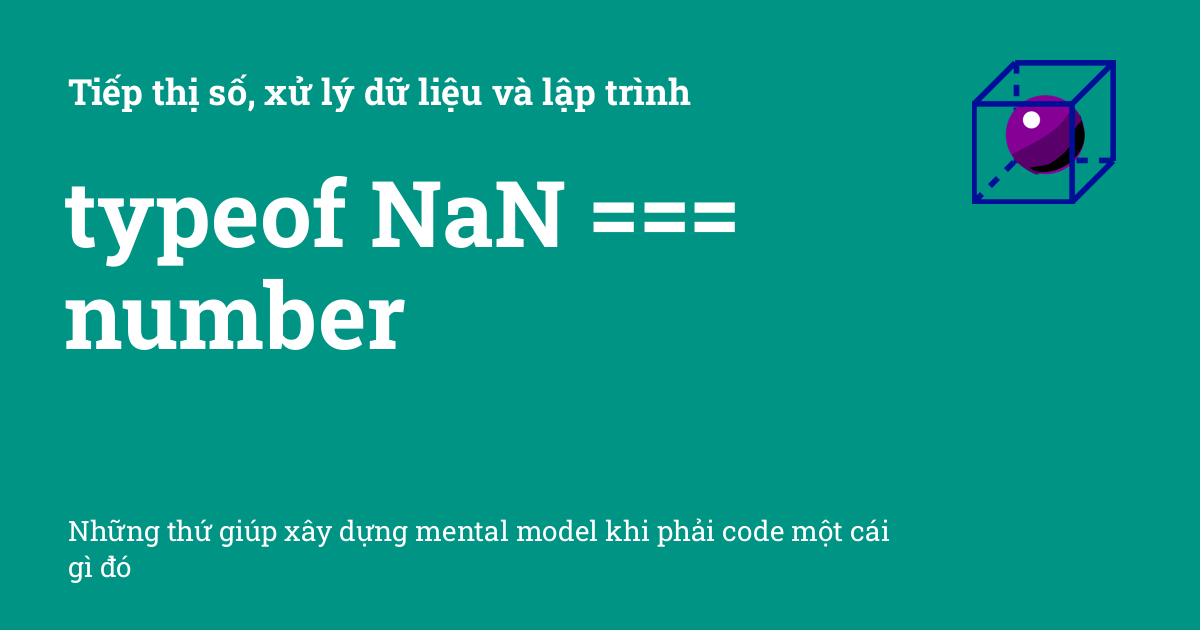 Tiếp thị số, xử lý dữ liệu và lập trình
typeof NaN ===
number
Những thứ giúp xây dựng mental model khi phải code một cái
gì đó